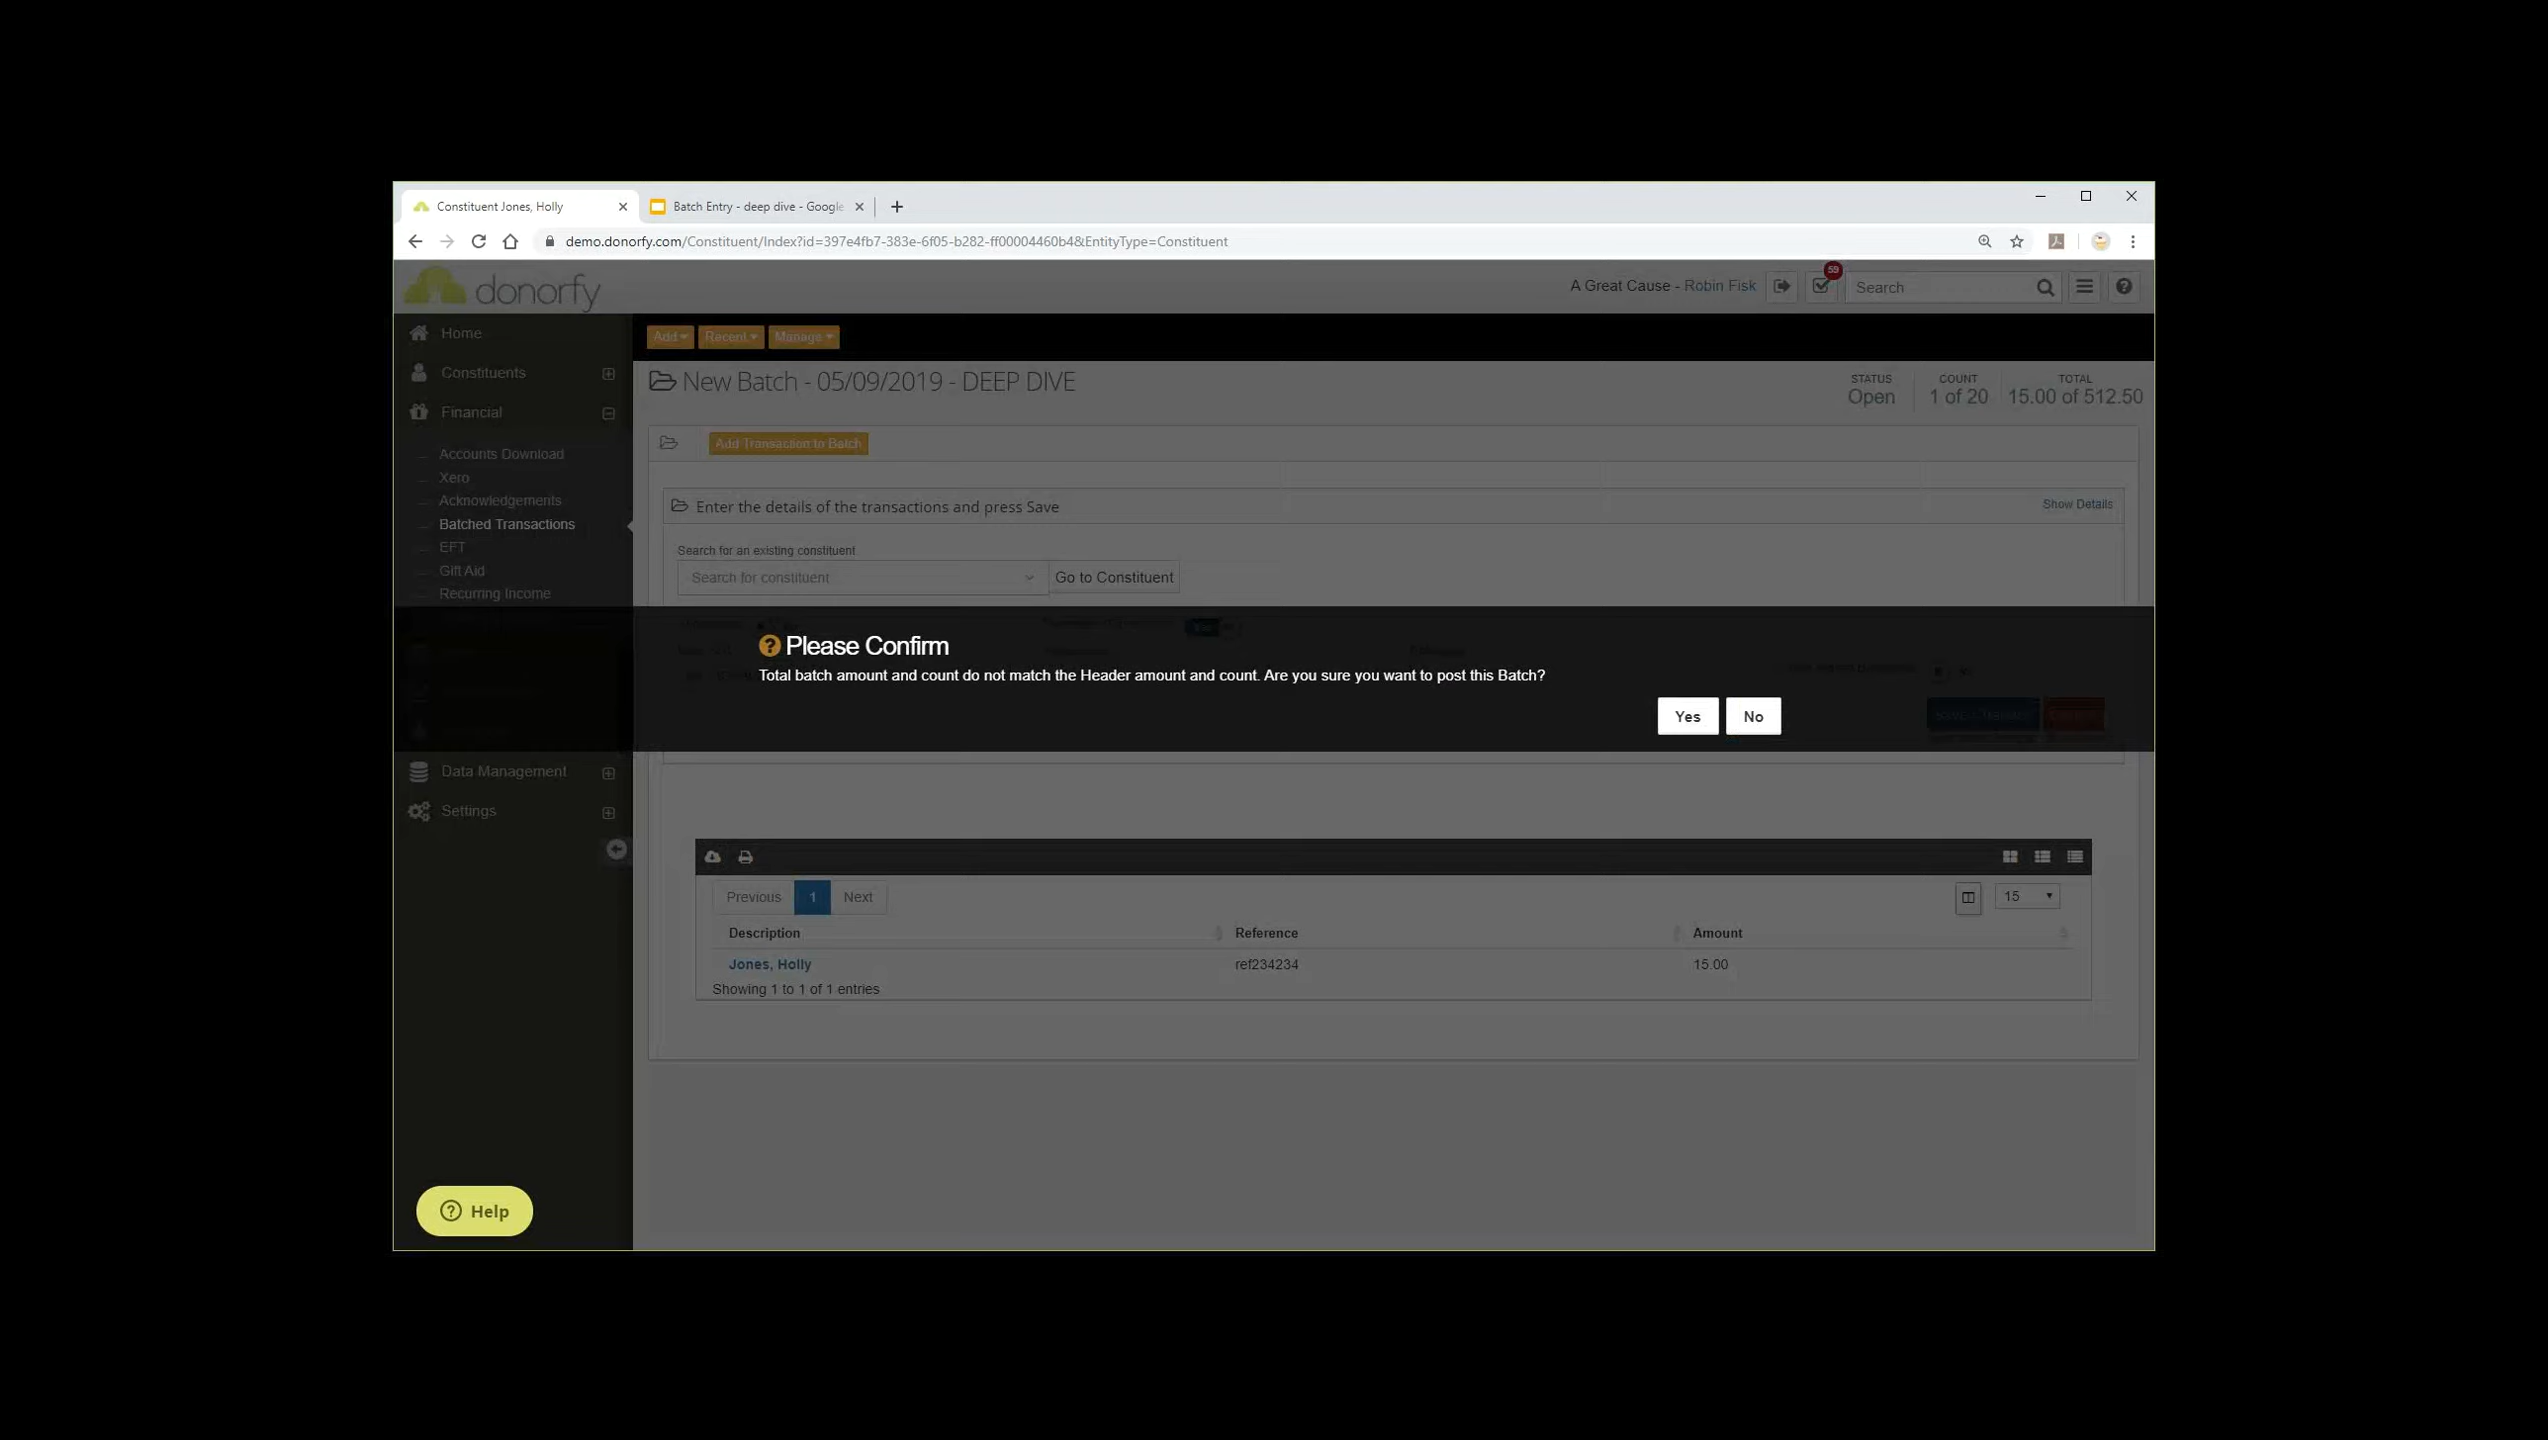 Constituent Jones, Holly
Batch Entry - deep dive - Google
demo.donorfy.com/Constituent/Index?id=397e4fb7-383e-6f05-b282-ff00004460b4&EntityType=Constituent
donorfy
A Great Cause - Robin Fisk
59
Search
Home
Constituents
Financial
Accounts Download
Xero
Acknowledgements
Batched Transactions
EFT
Gift Aid
Recurring Income
Data Management
Settings
Add
Recent
Manage
New Batch - 05/09/2019 - DEEP DIVE
STATUS
Open
COUNT
1 of 20
TOTAL
15.00 of 512.50
Add Transaction to Batch
Enter the details of the transactions and press Save
Show Details
Search for an existing constituent
Search for constituent
Go to Constituent
Please Confirm
Total batch amount and count do not match the Header amount and count. Are you sure you want to post this Batch?
Yes
No
Previous
1
Next
15
Description
Reference
Amount
Jones, Holly
ref234234
15.00
Showing 1 to 1 of 1 entries
Help